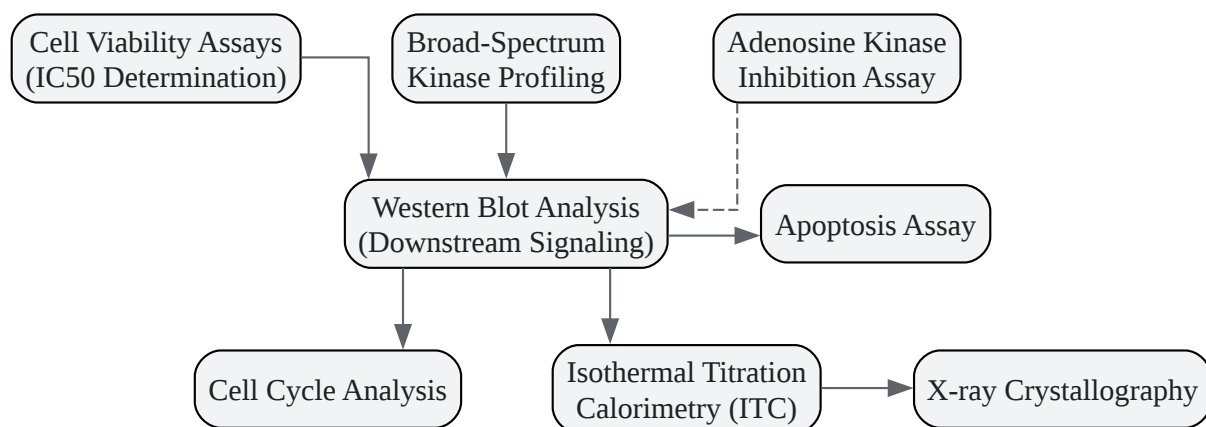 Cell Viability Assays
(IC50 Determination)
Broad-Spectrum
Kinase Profiling
Adenosine Kinase
Inhibition Assay
Western Blot Analysis
(Downstream Signaling)
Apoptosis Assay
Cell Cycle Analysis
Isothermal Titration
Calorimetry (ITC)
X-ray Crystallography